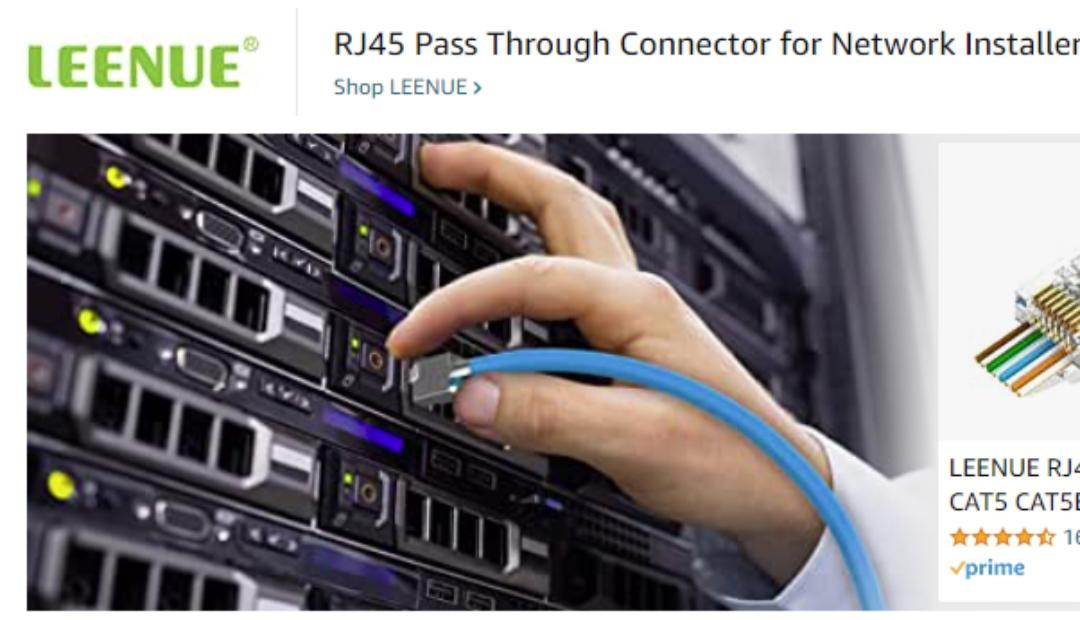 LEENUE®
RJ45 Pass Through Connector for Network Installer
Shop LEENUE ›
LEENUE RJ4
CAT5 CAT5E
16
prime